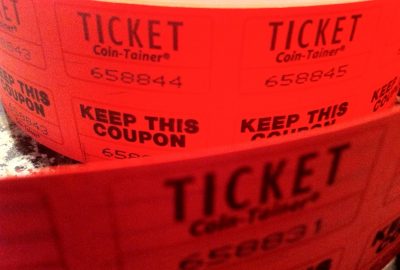 TICKET
Coin-Tainer®
658844
KEEP THIS
COUPON
TICKET
Coin-Tainer®
658845
KEEP THIS
COUPON
TICKET
Coin-Tainer®
658831